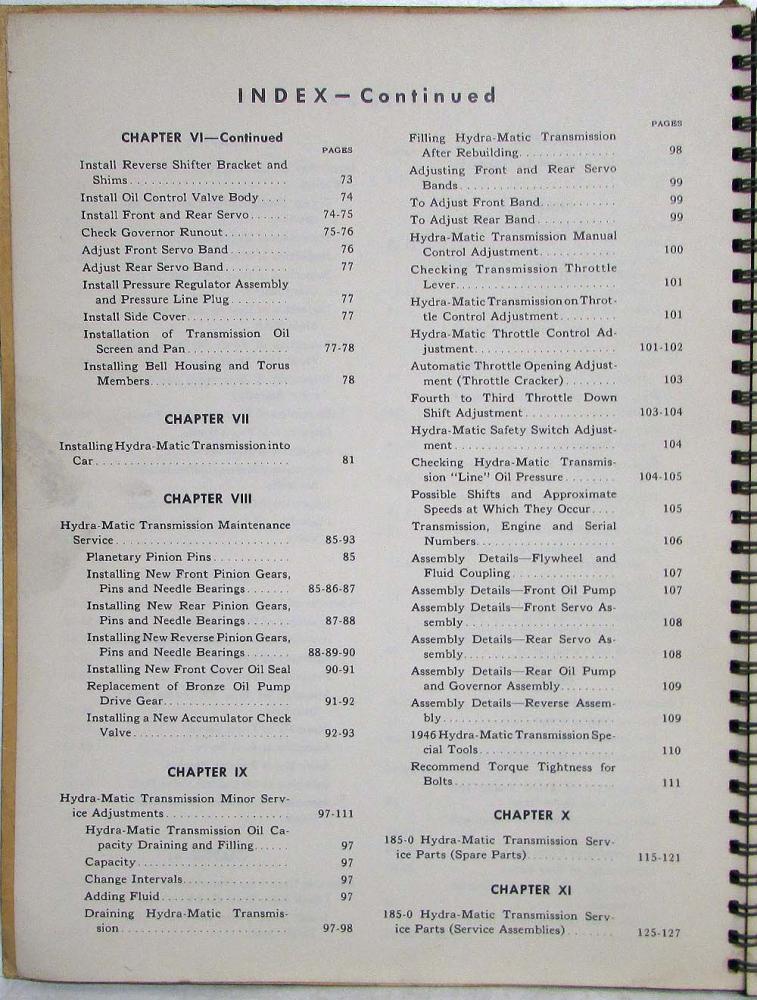 INDEX—Continued
CHAPTER VI—Continued
PAGES
Install Reverse Shifter Bracket and
Shims........................ 73
Install Oil Control Valve Body.... 74
Install Front and Rear Servo...... 74-75
Check Governor Runout.......... 75-76
Adjust Front Servo Band......... 76
Adjust Rear Servo Band.......... 77
Install Pressure Regulator Assembly
and Pressure Line Plug......... 77
Install Side Cover................ 77
Installation of Transmission Oil
Screen and Pan................ 77-78
Installing Bell Housing and Torus
Members...................... 78
CHAPTER VII
Installing Hydra-Matic Transmission into
Car.............................. 81
CHAPTER VIII
Hydra-Matic Transmission Maintenance
Service........................... 85-93
Planetary Pinion Pins............ 85
Installing New Front Pinion Gears,
Pins and Needle Bearings....... 85-86-87
Installing New Rear Pinion Gears,
Pins and Needle Bearings....... 87-88
Installing New Reverse Pinion Gears,
Pins and Needle Bearings....... 88-89-90
Installing New Front Cover Oil Seal 90-91
Replacement of Bronze Oil Pump
Drive Gear................... 91-92
Installing a New Accumulator Check
Valve........................ 92-93
CHAPTER IX
Hydra-Matic Transmission Minor Serv-
ice Adjustments................... 97-111
Hydra-Matic Transmission Oil Ca-
pacity Draining and Filling...... 97
Capacity....................... 97
Change Intervals................ 97
Adding Fluid.................... 97
Draining Hydra-Matic Transmis-
sion.......................... 97-98
PAGES
Filling Hydra-Matic Transmission
After Rebuilding............... 98
Adjusting Front and Rear Servo
Bands........................ 99
To Adjust Front Band............ 99
To Adjust Rear Band............ 99
Hydra-Matic Transmission Manual
Control Adjustment............ 100
Checking Transmission Throttle
Lever........................ 101
Hydra-Matic Transmission on Throt-
tle Control Adjustment......... 101
Hydra-Matic Throttle Control Ad-
justment...................... 101-102
Automatic Throttle Opening Adjust-
ment (Throttle Cracker)........ 103
Fourth to Third Throttle Down
Shift Adjustment.............. 103-104
Hydra-Matic Safety Switch Adjust-
ment......................... 104
Checking Hydra-Matic Transmis-
sion "Line" Oil Pressure........ 104-105
Possible Shifts and Approximate
Speeds at Which They Occur.... 105
Transmission, Engine and Serial
Numbers..................... 106
Assembly Details—Flywheel and
Fluid Coupling................ 107
Assembly Details—Front Oil Pump 107
Assembly Details—Front Servo As-
sembly....................... 108
Assembly Details—Rear Servo As-
sembly....................... 108
Assembly Details—Rear Oil Pump
and Governor Assembly......... 109
Assembly Details—Reverse Assem-
bly.......................... 109
1946 Hydra-Matic Transmission Spe-
cial Tools..................... 110
Recommend Torque Tightness for
Bolts........................ 111
CHAPTER X
185-0 Hydra-Matic Transmission Serv-
ice Parts (Spare Parts)............. 115-121
CHAPTER XI
185-0 Hydra-Matic Transmission Serv-
ice Parts (Service Assemblies)....... 125-127